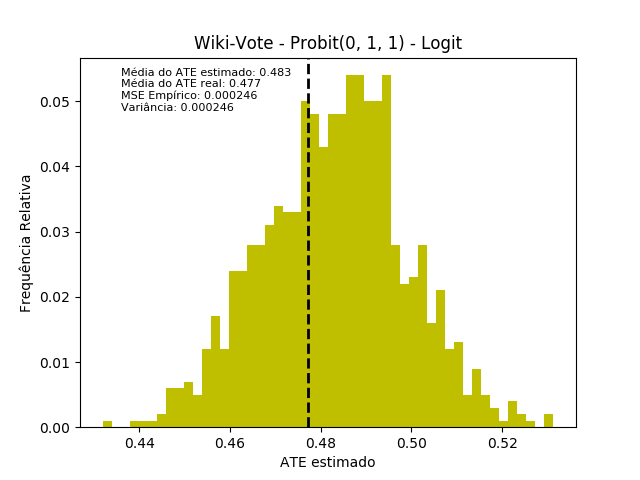 Wiki-Vote - Probit(0, 1, 1) - Logit
Média do ATE estimado: 0.483
Média do ATE real: 0.477
MSE Empírico: 0.000246
Variância: 0.000246
Frequência Relativa
0.05
0.04
0.03
0.02
0.01
0.00
0.44 0.46 0.48 0.50 0.52
ATE estimado